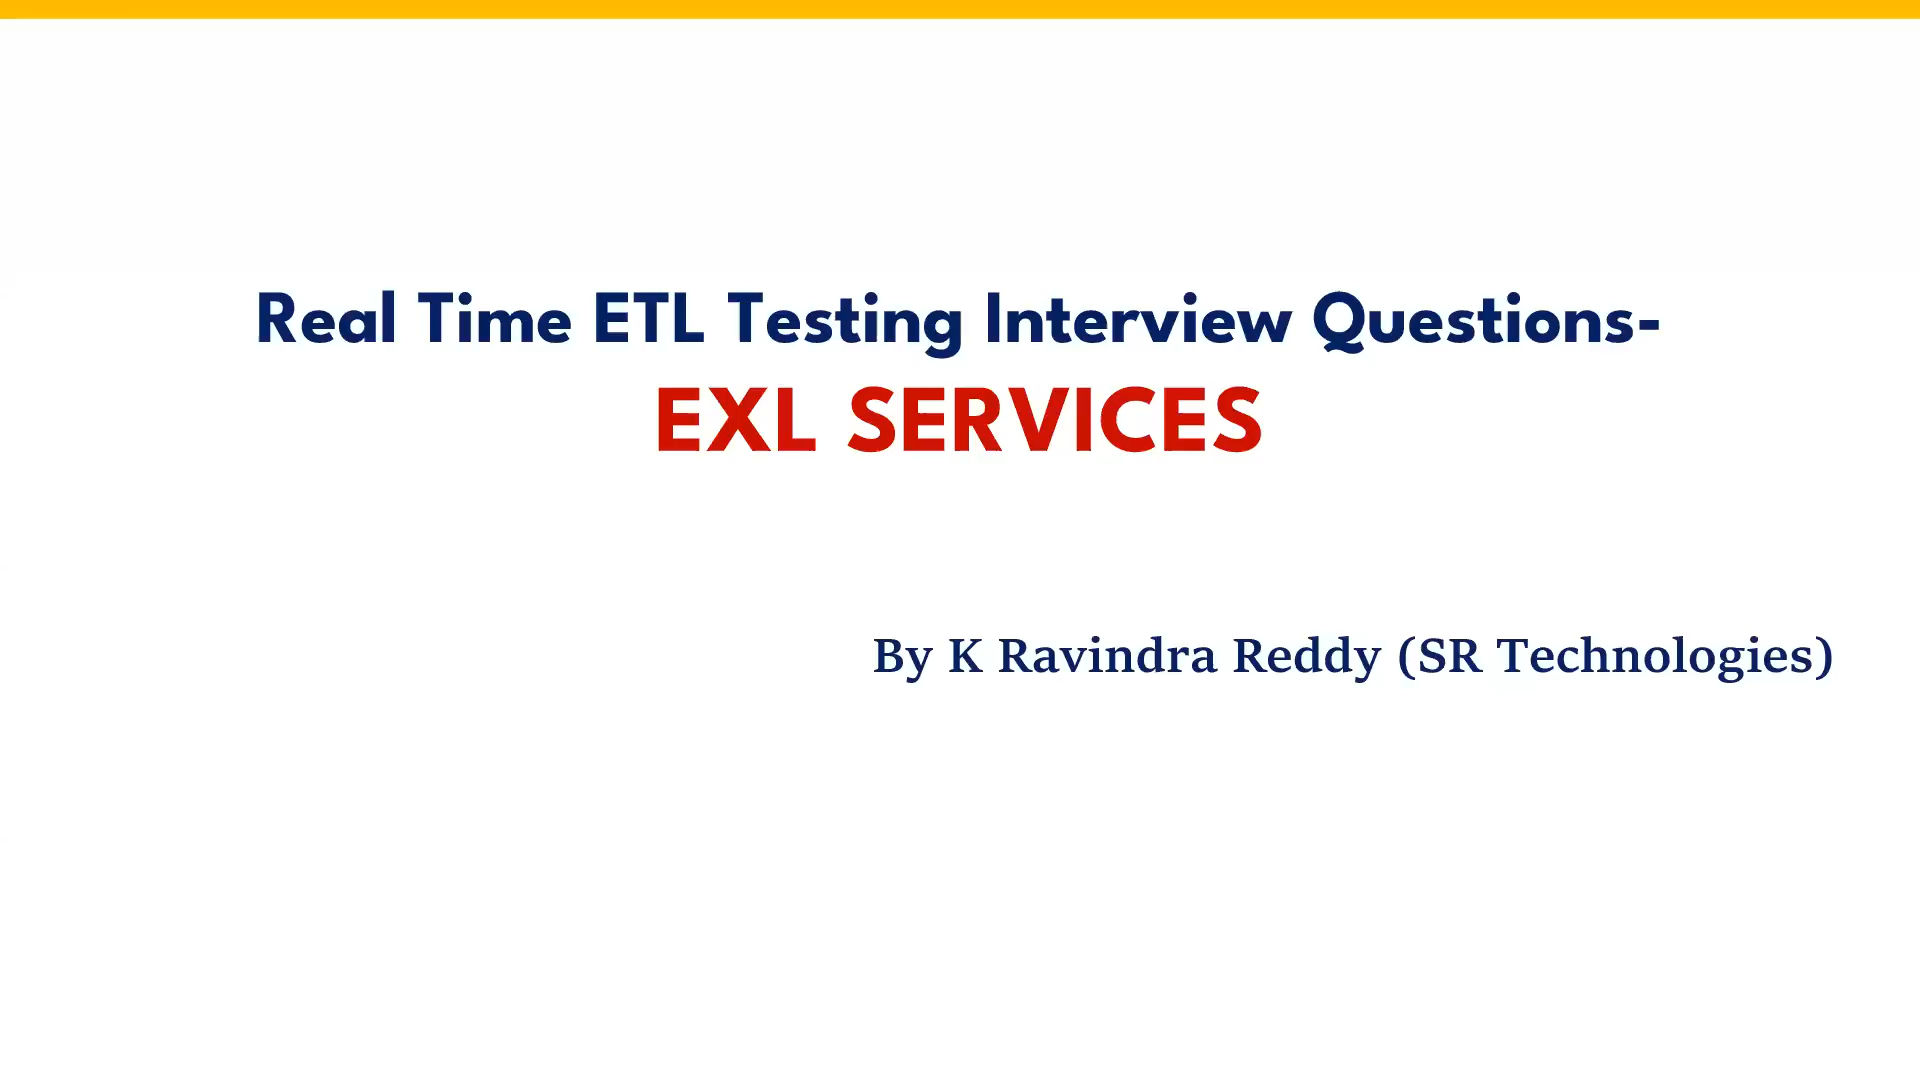 Real Time ETL Testing Interview Questions-
EXL SERVICES
By K Ravindra Reddy (SR Technologies)